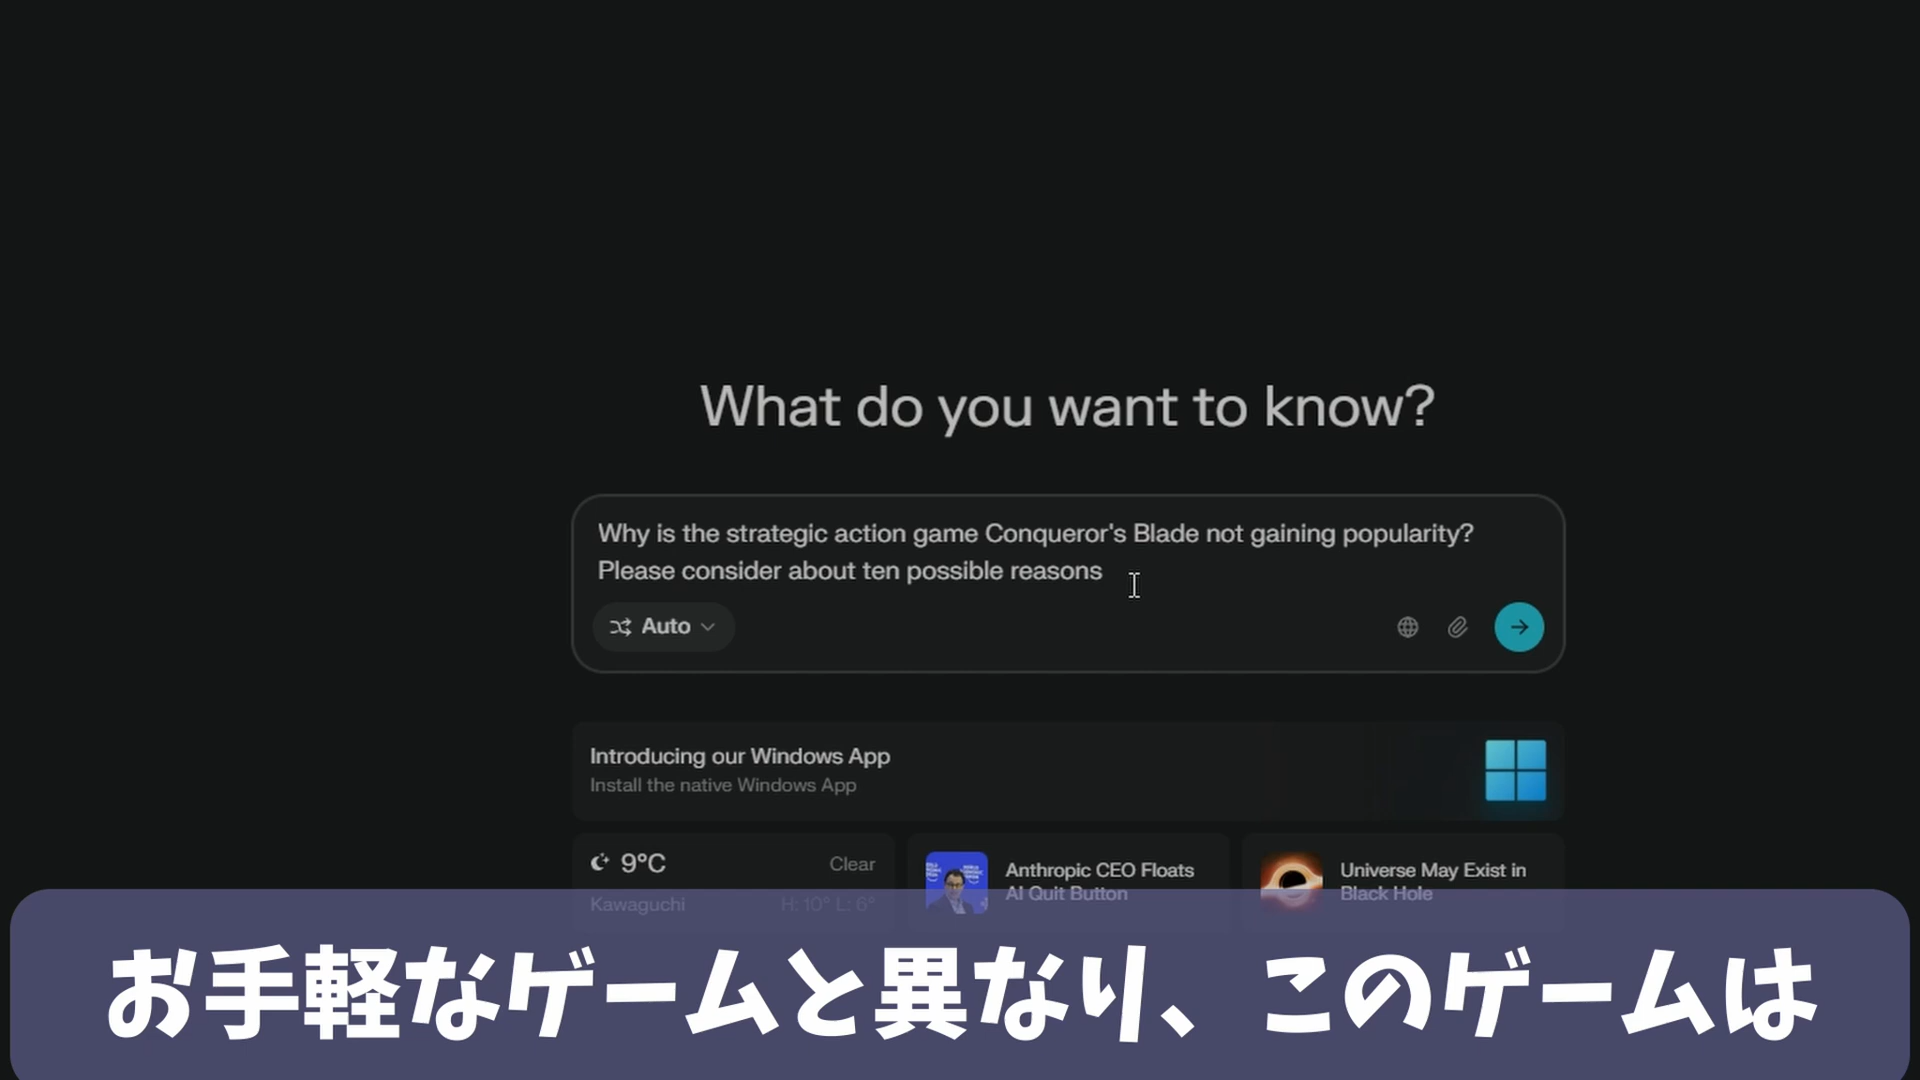 What do you want to know?
Why is the strategic action game Conqueror's Blade not gaining popularity?
Please consider about ten possible reasons
Auto
Introducing our Windows App
Install the native Windows App
9°C
Clear
Kawaguchi
H: 10° L: 6°
Anthropic CEO Floats
AI Quit Button
Universe May Exist in
Black Hole
お手軽なゲームと異なり、このゲームは